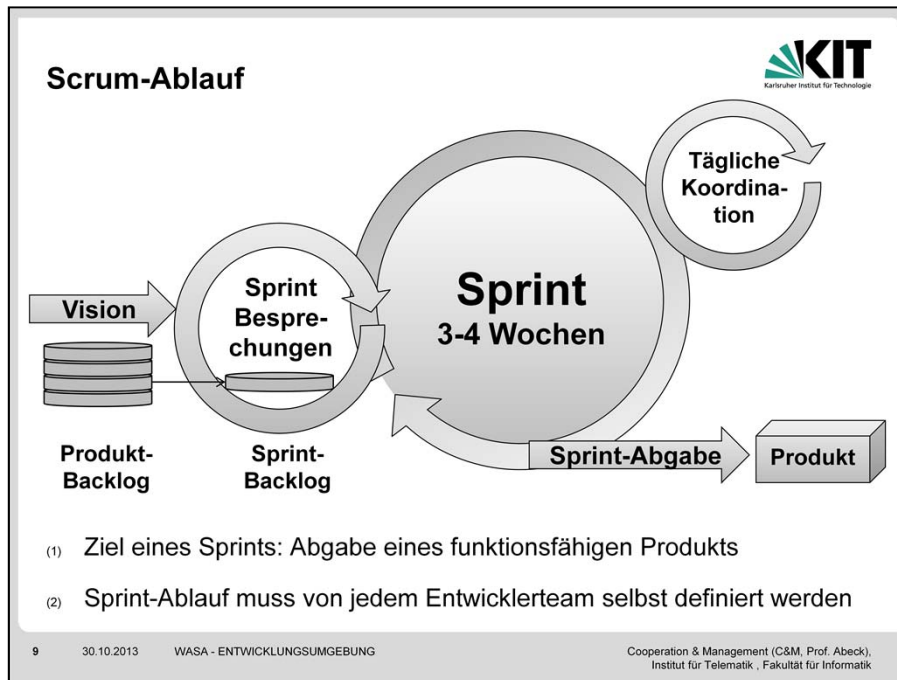 Scrum-Ablauf
KIT
Karlsruher Institut für Technologie
Tägliche
Koordina-
tion
Vision
Sprint
Bespre-
chungen
Sprint
3-4 Wochen
Produkt-
Backlog
Sprint-
Backlog
Sprint-Abgabe
Produkt
(1) Ziel eines Sprints: Abgabe eines funktionsfähigen Produkts
(2) Sprint-Ablauf muss von jedem Entwicklerteam selbst definiert werden
9 30.10.2013 WASA - ENTWICKLUNGSUMGEBUNG
Cooperation & Management (C&M, Prof. Abeck),
Institut für Telematik , Fakultät für Informatik